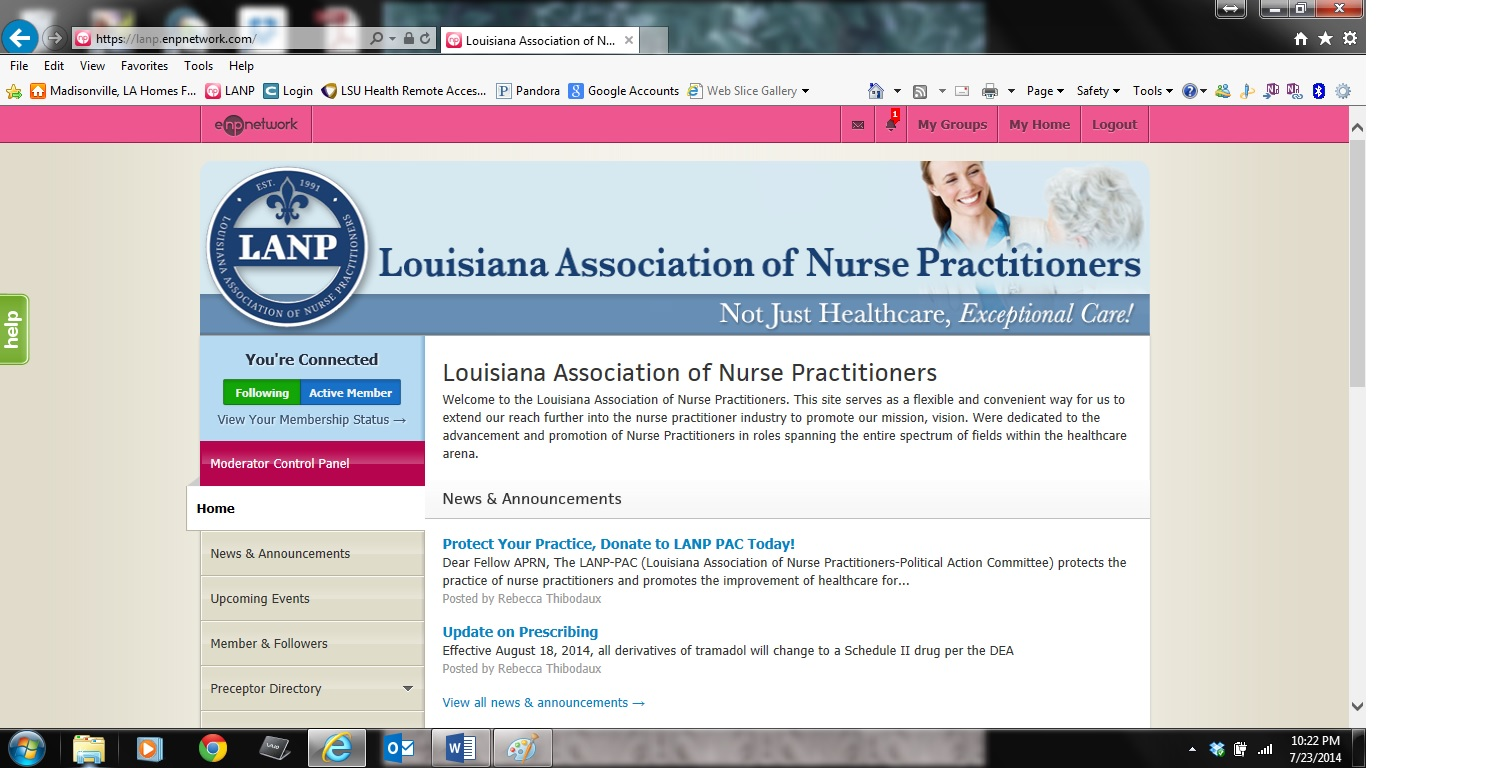 https://lanp.enpnetwork.com/
Louisiana Association of N...
File Edit View Favorites Tools Help
Madisonville, LA Homes F... LANP Login LSU Health Remote Acces... Pandora Google Accounts Web Slice Gallery Page Safety Tools
enpnetwork 1 My Groups My Home Logout
EST. 1991
LANP
LOUISIANA ASSOCIATION OF NURSE PRACTITIONERS
Louisiana Association of Nurse Practitioners
Not Just Healthcare, Exceptional Care!
help
You're Connected
Following Active Member
View Your Membership Status →
Moderator Control Panel
Home
News & Announcements
Upcoming Events
Member & Followers
Preceptor Directory
Louisiana Association of Nurse Practitioners
Welcome to the Louisiana Association of Nurse Practitioners. This site serves as a flexible and convenient way for us to
extend our reach further into the nurse practitioner industry to promote our mission, vision. Were dedicated to the
advancement and promotion of Nurse Practitioners in roles spanning the entire spectrum of fields within the healthcare
arena.
News & Announcements
Protect Your Practice, Donate to LANP PAC Today!
Dear Fellow APRN, The LANP-PAC (Louisiana Association of Nurse Practitioners-Political Action Committee) protects the
practice of nurse practitioners and promotes the improvement of healthcare for...
Posted by Rebecca Thibodaux
Update on Prescribing
Effective August 18, 2014, all derivatives of tramadol will change to a Schedule II drug per the DEA
Posted by Rebecca Thibodaux
View all news & announcements →
10:22 PM
7/23/2014